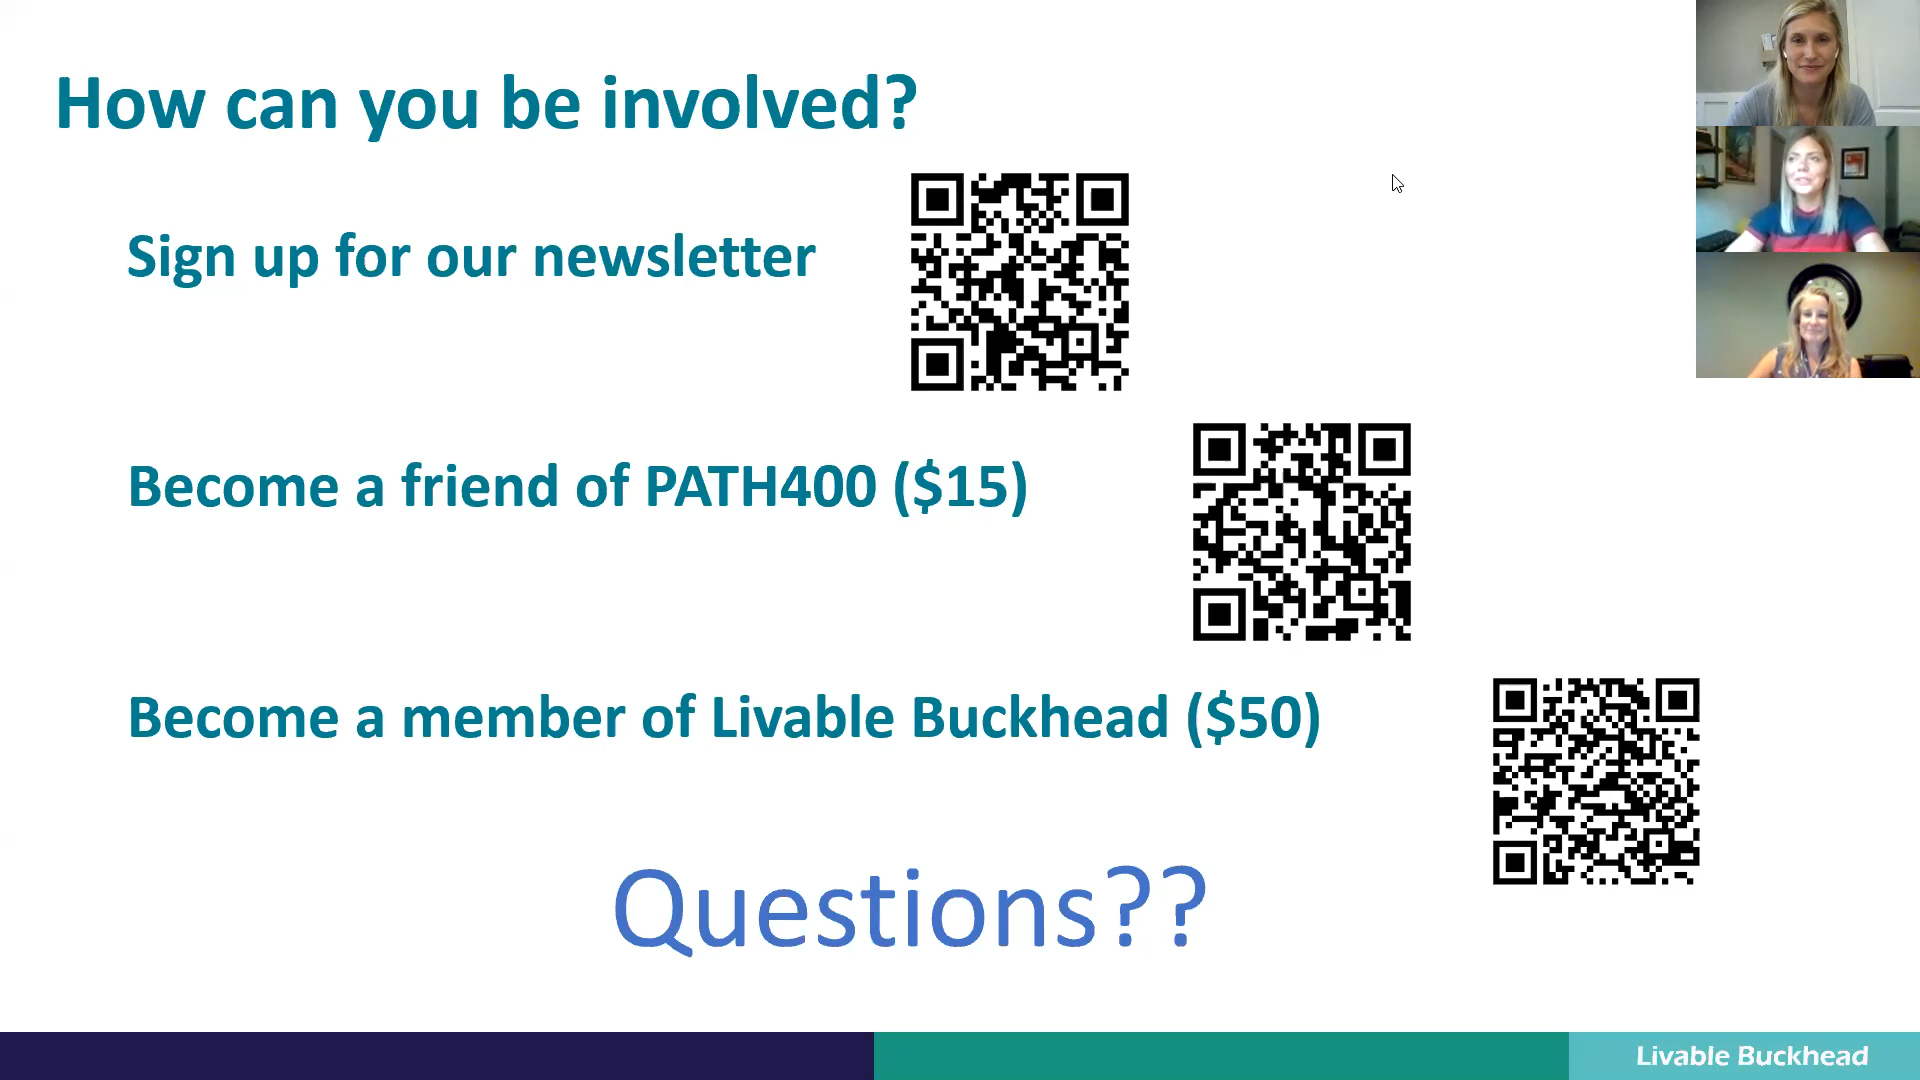 How can you be involved?
Sign up for our newsletter
Become a friend of PATH400 ($15)
Become a member of Livable Buckhead ($50)
Questions??
Livable Buckhead